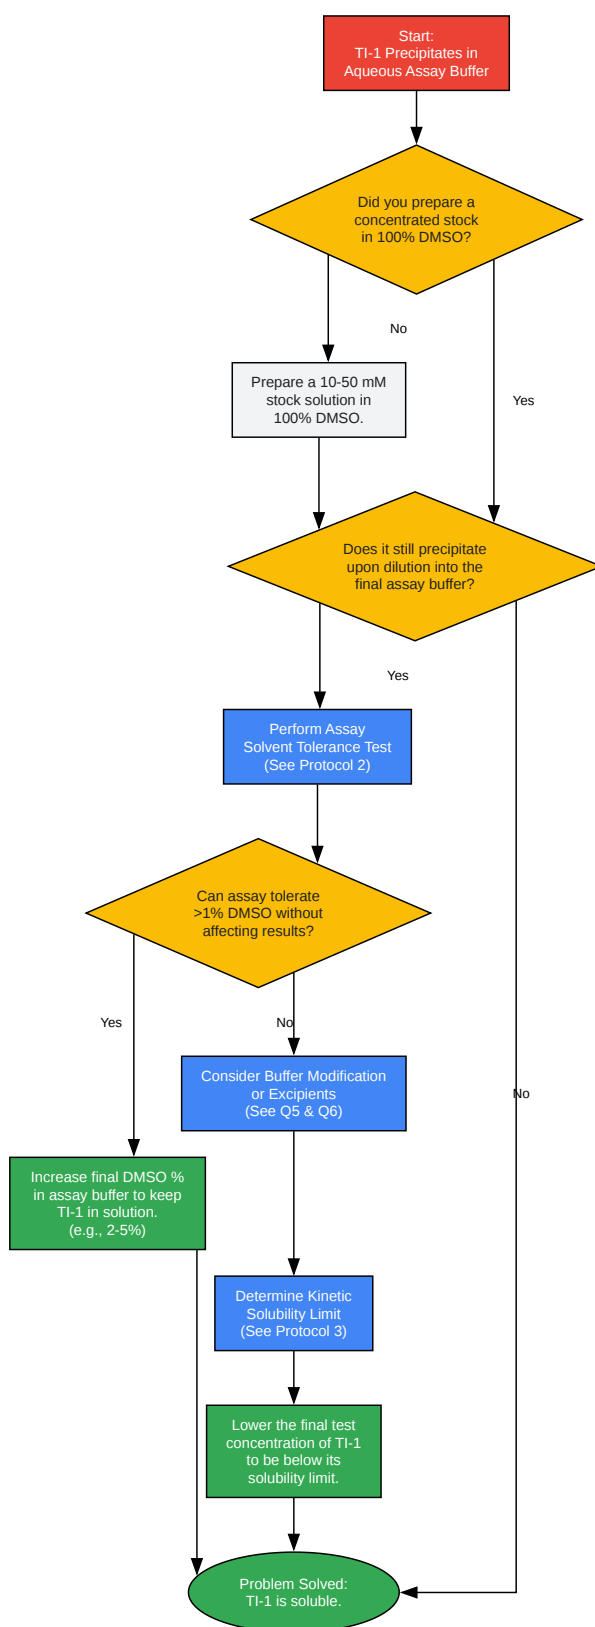 Start:
TI-1 Precipitates in
Aqueous Assay Buffer
Did you prepare a
concentrated stock
in 100% DMSO?
No
Yes
Prepare a 10-50 mM
stock solution in
100% DMSO.
Does it still precipitate
upon dilution into the
final assay buffer?
Yes
No
Perform Assay
Solvent Tolerance Test
(See Protocol 2)
Can assay tolerate
>1% DMSO without
affecting results?
Yes
No
Consider Buffer Modification
or Excipients
(See Q5 & Q6)
Increase final DMSO %
in assay buffer to keep
TI-1 in solution.
(e.g., 2-5%)
Determine Kinetic
Solubility Limit
(See Protocol 3)
Lower the final test
concentration of TI-1
to be below its
solubility limit.
Problem Solved:
TI-1 is soluble.